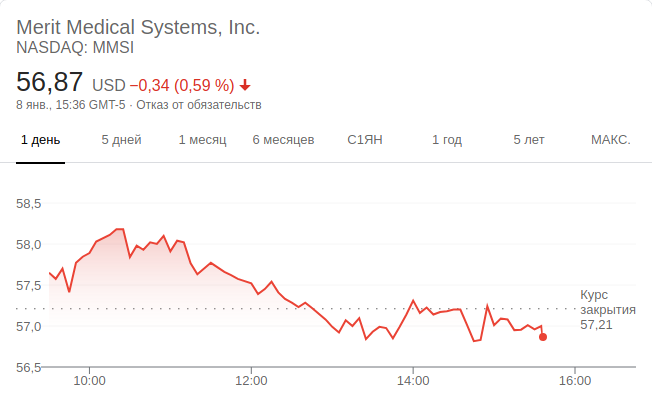 Merit Medical Systems, Inc.
NASDAQ: MMSI
56,87 USD −0,34 (0,59 %)
8 янв., 15:36 GMT-5 · Отказ от обязательств
1 день 5 дней 1 месяц 6 месяцев С1ЯН 1 год 5 лет МАКС.
58,5
58,0
57,5
Курс
закрытия
57,21
57,0
56,5
10:00 12:00 14:00 16:00